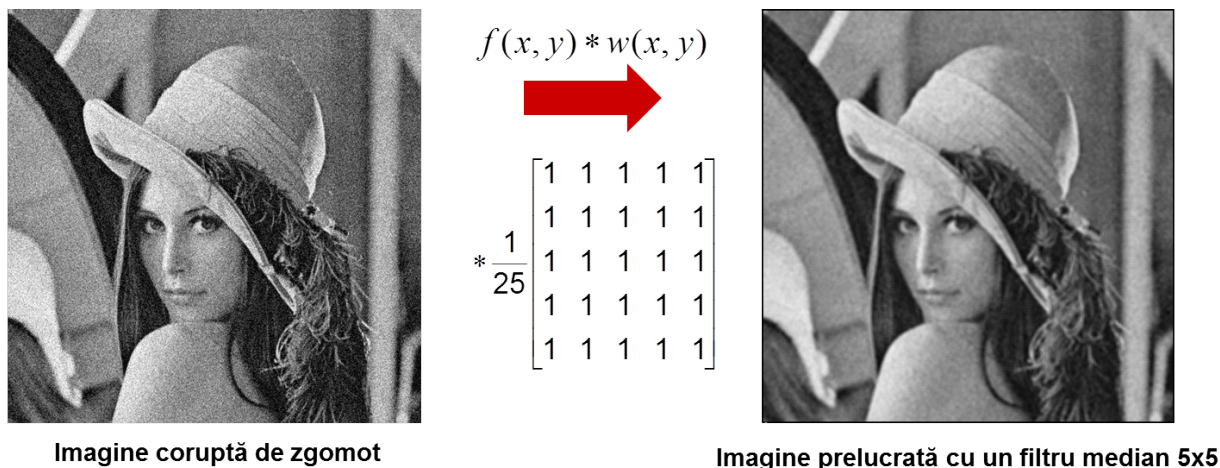 f(x, y) * w(x, y)
* 1/25 [1 1 1 1 1
1 1 1 1 1
1 1 1 1 1
1 1 1 1 1
1 1 1 1 1]
Imagine coruptă de zgomot
Imagine prelucrată cu un filtru median 5x5